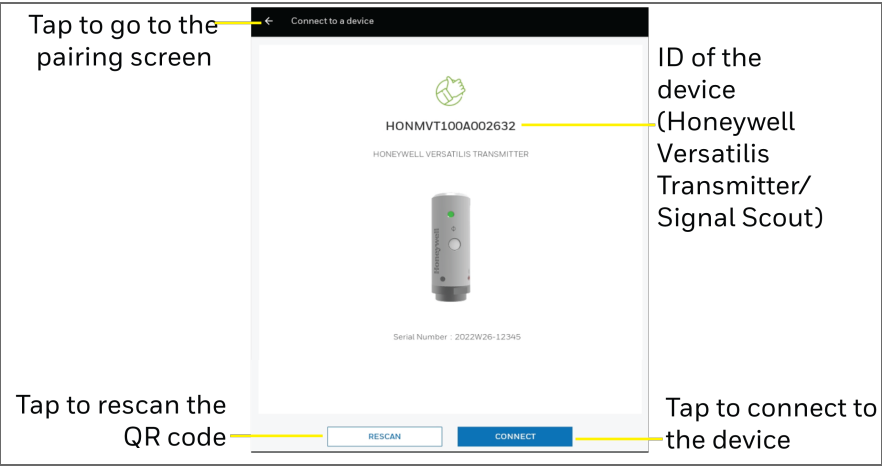 Tap to go to the
pairing screen
Connect to a device
HONMVT100A002632
HONEYWELL VERSATILIS TRANSMITTER
ID of the
device
(Honeywell
Versatilis
Transmitter/
Signal Scout)
Honeywell
Serial Number : 2022W26-12345
Tap to rescan the
QR code
RESCAN
CONNECT
Tap to connect to
the device